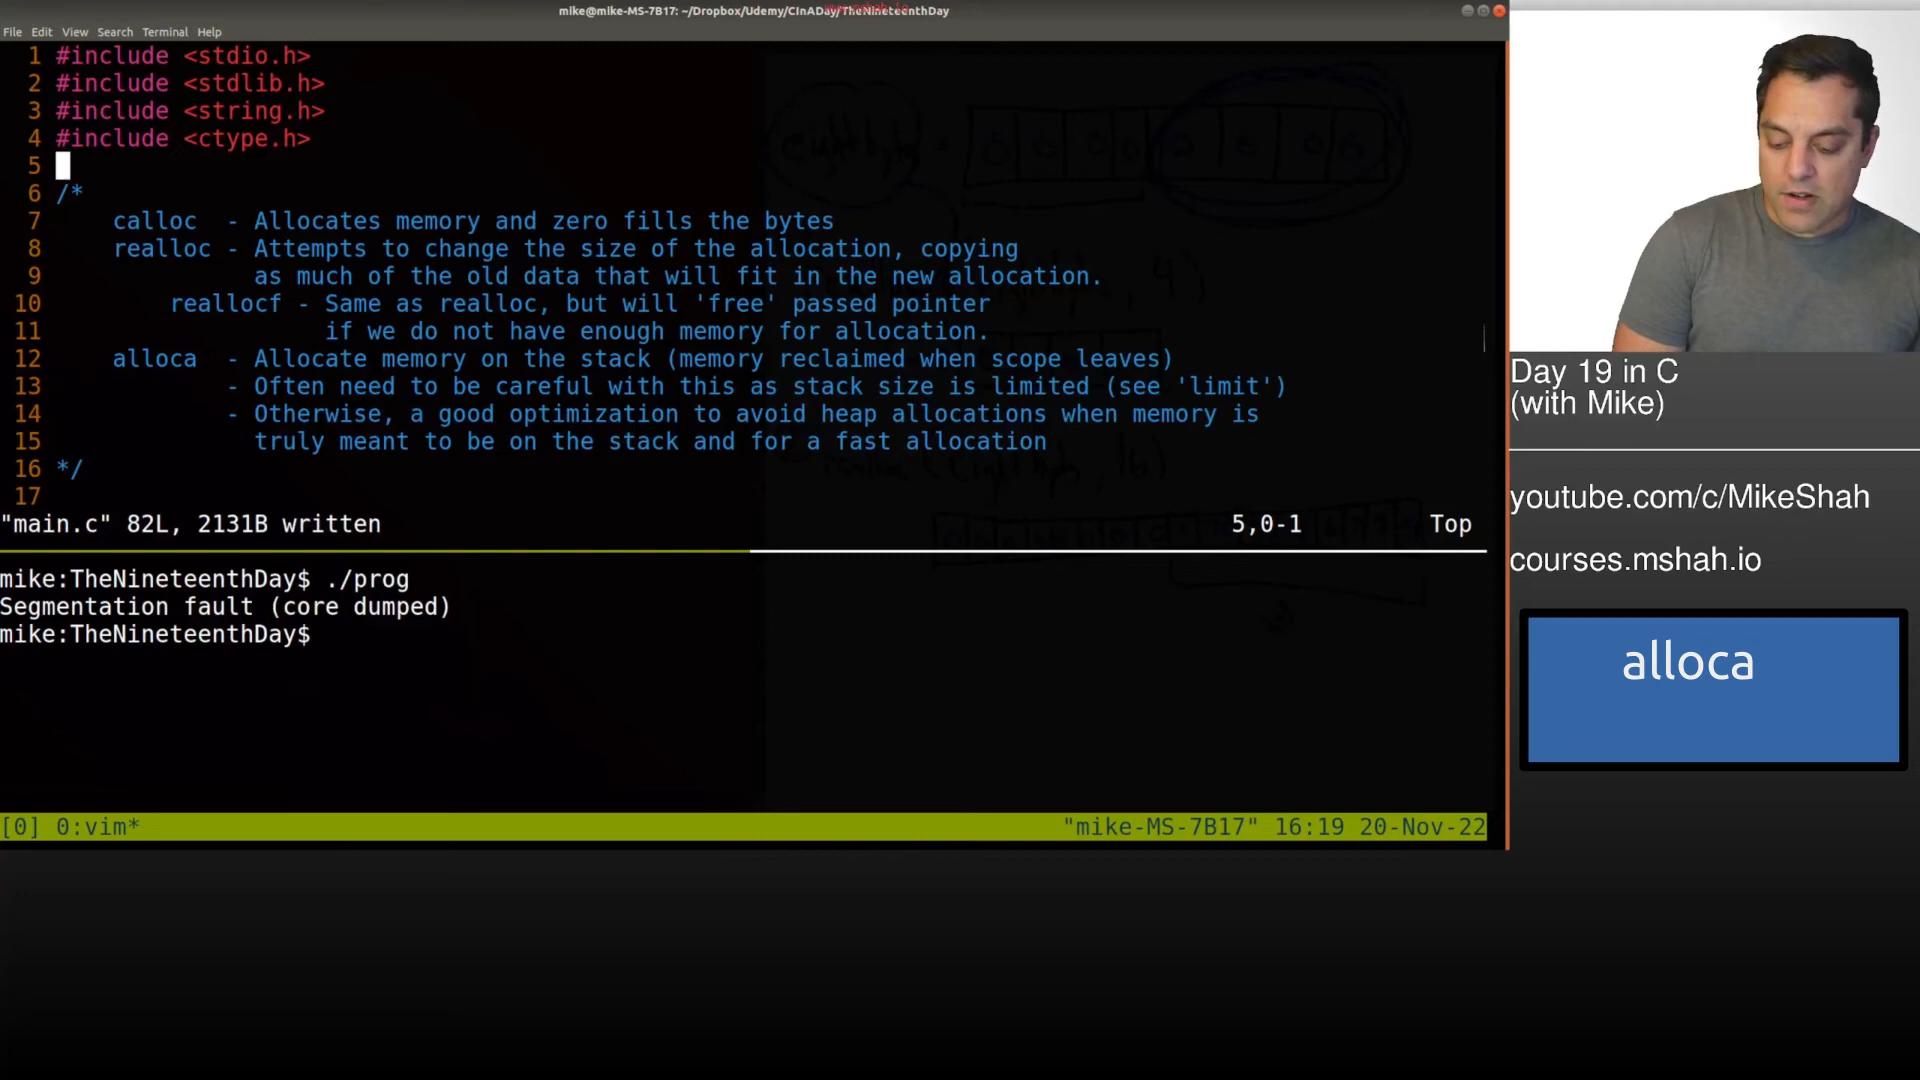 mike@mike-MS-7B17: ~/Dropbox/Udemy/CInADay/TheNineteenthDay
File Edit View Search Terminal Help
1 #include <stdio.h>
2 #include <stdlib.h>
3 #include <string.h>
4 #include <ctype.h>
5
6 /*
7 calloc - Allocates memory and zero fills the bytes
8 realloc - Attempts to change the size of the allocation, copying
9 as much of the old data that will fit in the new allocation.
10 reallocf - Same as realloc, but will 'free' passed pointer
11 if we do not have enough memory for allocation.
12 alloca - Allocate memory on the stack (memory reclaimed when scope leaves)
13 - Often need to be careful with this as stack size is limited (see 'limit')
14 - Otherwise, a good optimization to avoid heap allocations when memory is
15 truly meant to be on the stack and for a fast allocation
16 */
17
"main.c" 82L, 2131B written 5,0-1 Top
mike:TheNineteenthDay$ ./prog
Segmentation fault (core dumped)
mike:TheNineteenthDay$
[0] 0:vim* "mike-MS-7B17" 16:19 20-Nov-22
Day 19 in C
(with Mike)
youtube.com/c/MikeShah
courses.mshah.io
alloca